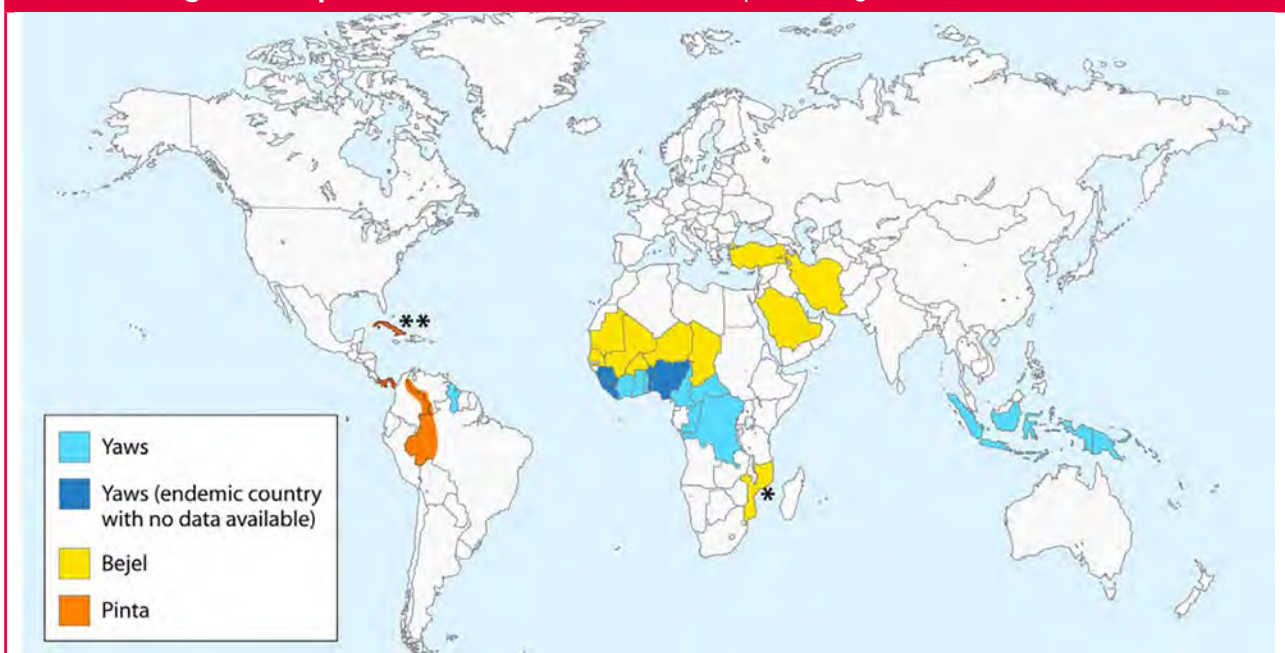 **
*
Yaws
Yaws (endemic country
with no data available)
Bejel
Pinta